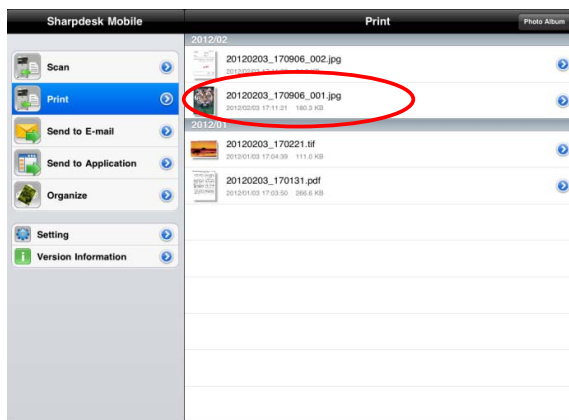 Sharpdesk Mobile
Print
Photo Album
Scan
Print
Send to E-mail
Send to Application
Organize
Setting
Version Information
2012/02
20120203_170906_002.jpg
20120203_170906_001.jpg
2012/02/03 17:11:21 160.3 KB
2012/01
20120203_170221.tif
2012/01/03 17:04:39 111.6 KB
20120203_170131.pdf
2012/01/03 17:03:50 266.6 KB